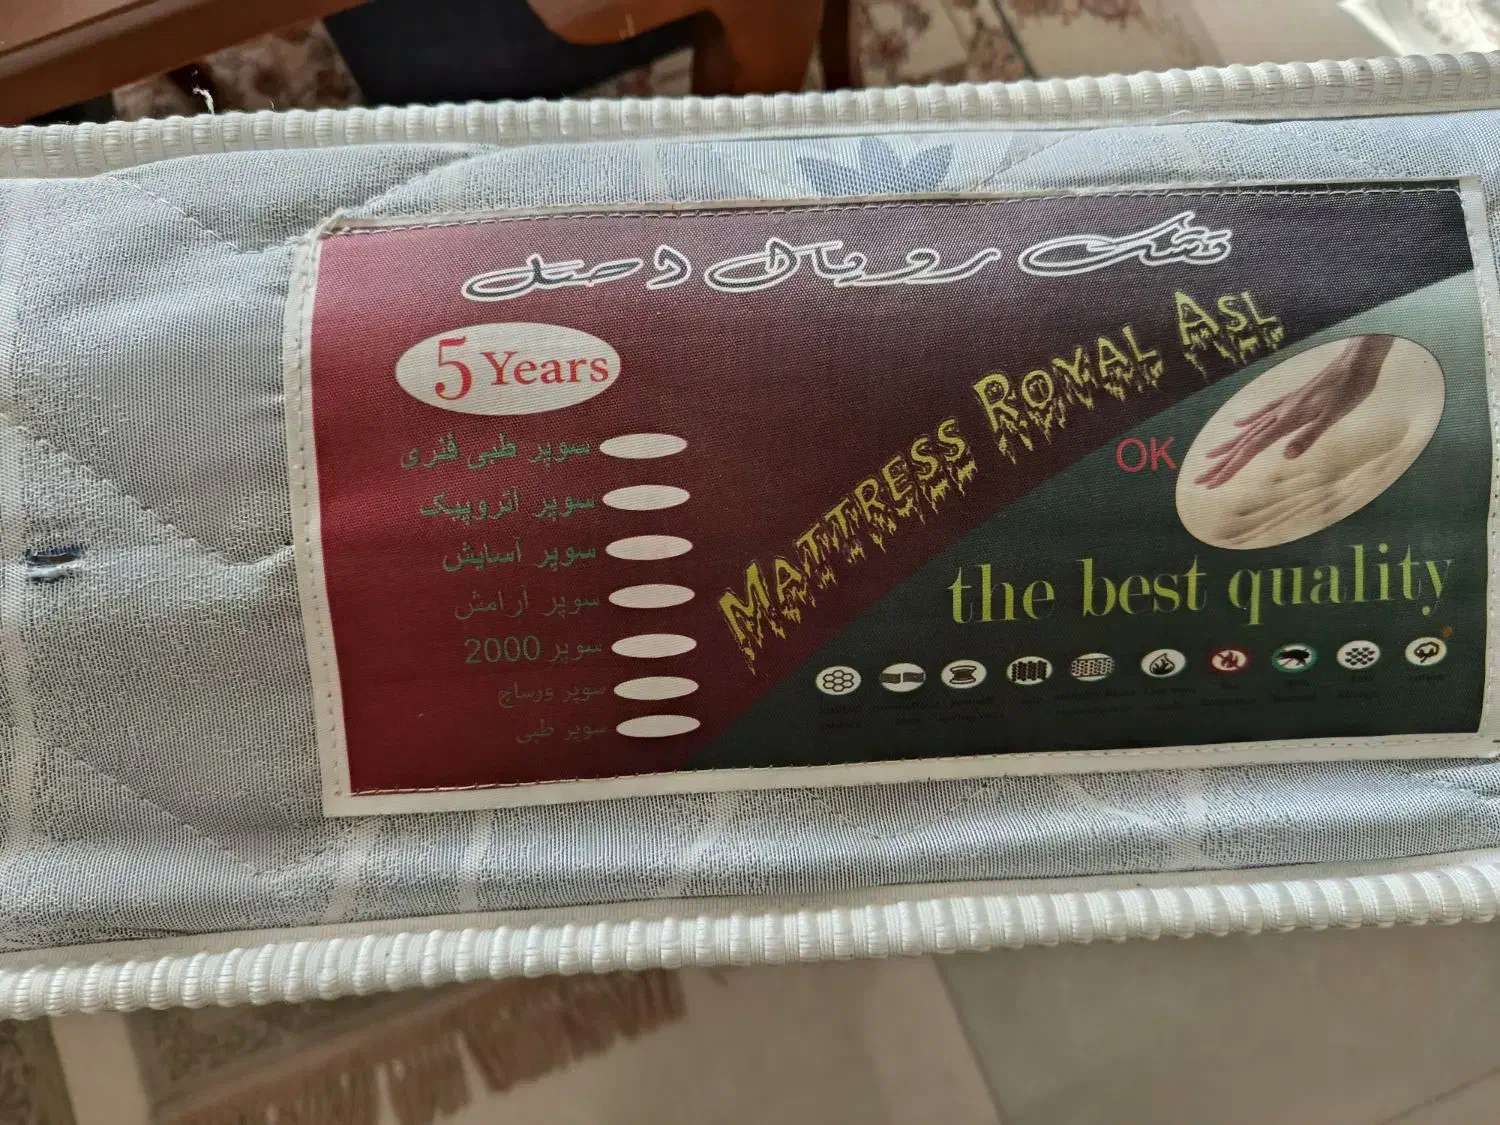 تشک رویال اصل
5 Years
سوپر طبی فنری
سوپر اتروپیک
سوپر آسایش
سوپر آرامش
سوپر 2000
سوپر ورساچ
سوپر طبی
MATTRESS ROYAL ASL
OK
the best quality